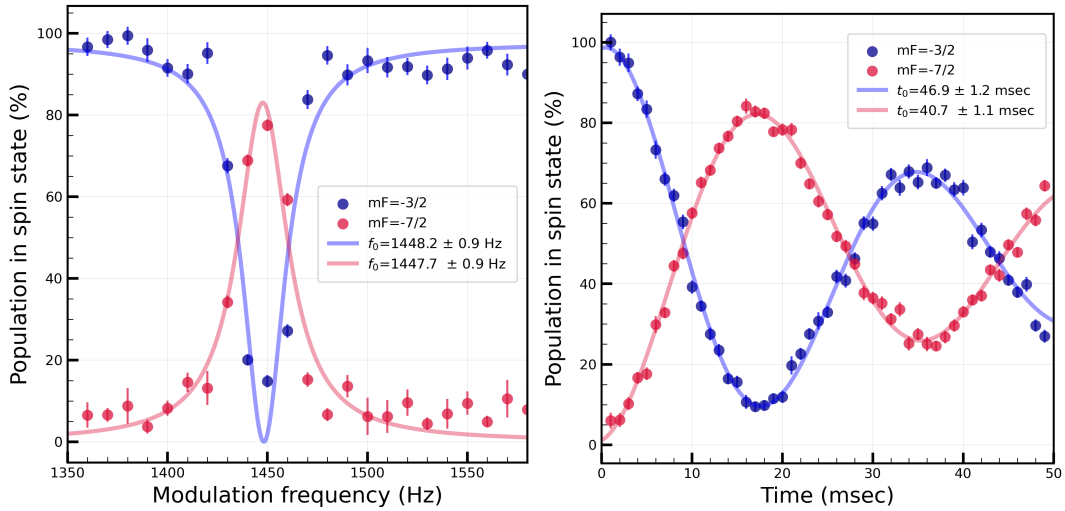 100
80
60
40
20
0
Population in spin state (%)
mF=-3/2
mF=-7/2
f₀=1448.2 ± 0.9 Hz
f₀=1447.7 ± 0.9 Hz
1350 1400 1450 1500 1550
Modulation frequency (Hz)
100
80
60
40
20
0
Population in spin state (%)
mF=-3/2
mF=-7/2
t₀=46.9 ± 1.2 msec
t₀=40.7 ± 1.1 msec
0 10 20 30 40 50
Time (msec)